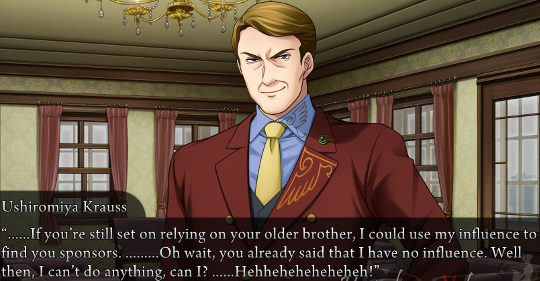 Ushiromiya Krauss
“......If you're still set on relying on your older brother, I could use my influence to
find you sponsors. .........Oh wait, you already said that I have no influence. Well
then, I can't do anything, can I? ......Hehhehehehehheheh!”